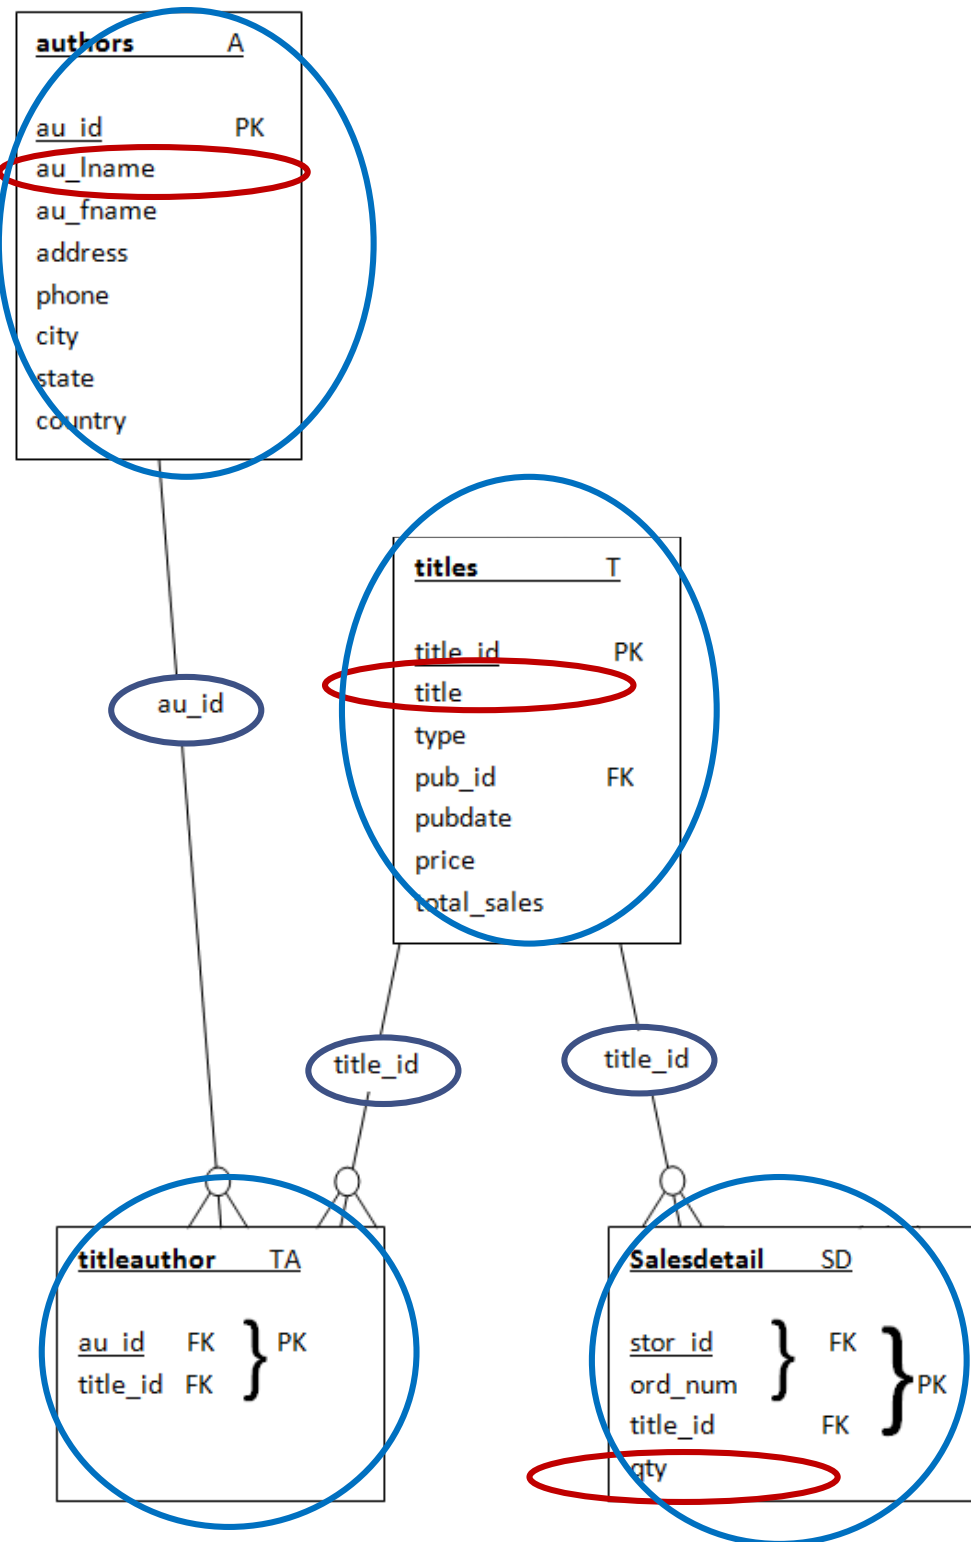 authors A
au_id PK
au_lname
au_fname
address
phone
city
state
country
au_id
titles T
title_id PK
title
type
pub_id FK
pubdate
price
total_sales
title_id
title_id
titleauthor TA
au_id FK } PK
title_id FK
Salesdetail SD
stor_id } FK
ord_num } PK
title_id FK
qty